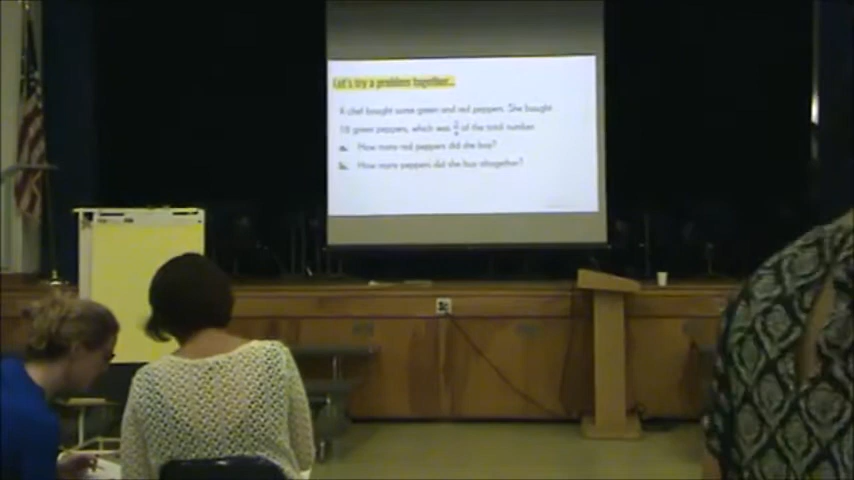 Let's try a problem together...
A chef bought some green and red peppers. She bought
18 green peppers, which was of the total number.
a. How many red peppers did she buy?
b. How many peppers did she buy altogether?